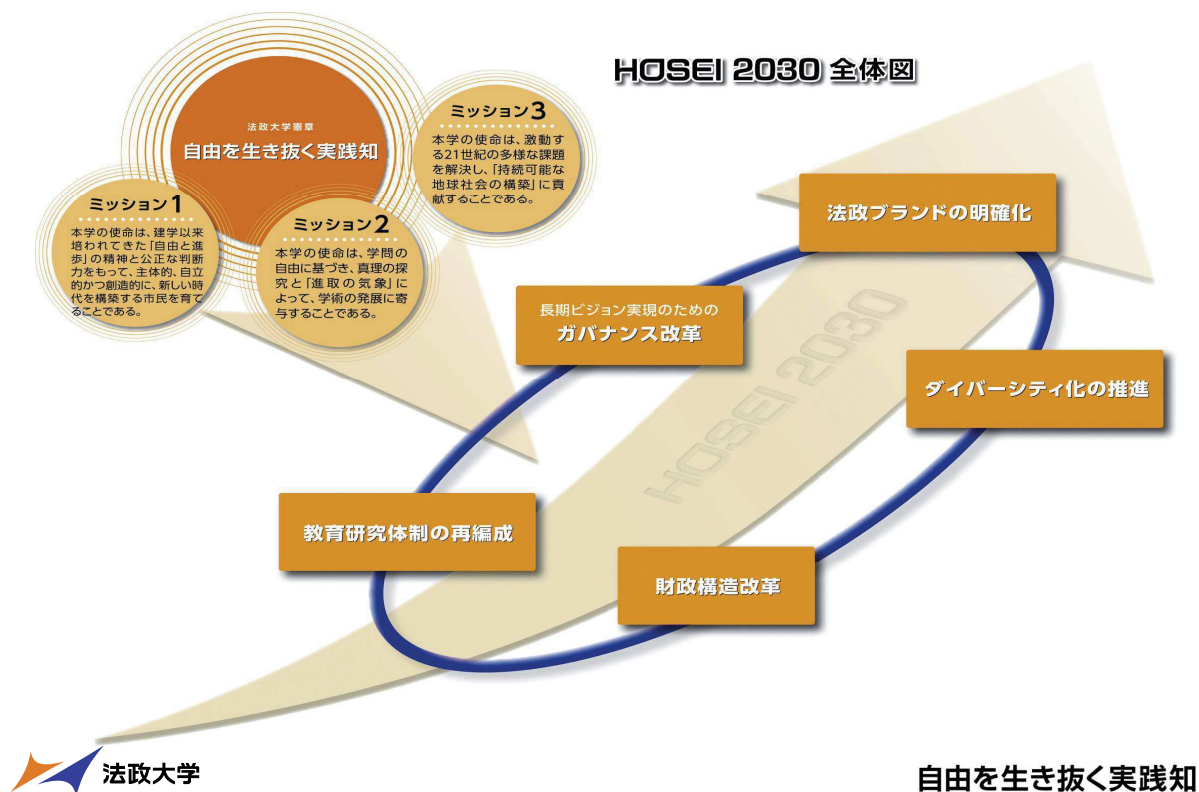 HOSEI 2030 全体図
法政大学憲章
自由を生き抜く実践知
ミッション1
本学の使命は、建学以来
培われてきた「自由と進
歩」の精神と公正な判断
力をもって、主体的、自立
的かつ創造的に、新しい時
代を構築する市民を育て
ることである。
ミッション2
本学の使命は、学問の
自由に基づき、真理の探
究と「進取の気象」に
よって、学術の発展に寄
与することである。
ミッション3
本学の使命は、激動す
る21世紀の多様な課題
を解決し、「持続可能な
地球社会の構築」に貢
献することである。
法政ブランドの明確化
長期ビジョン実現のための
ガバナンス改革
ダイバーシティ化の推進
HOSEI 2030
教育研究体制の再編成
財政構造改革
法政大学
自由を生き抜く実践知